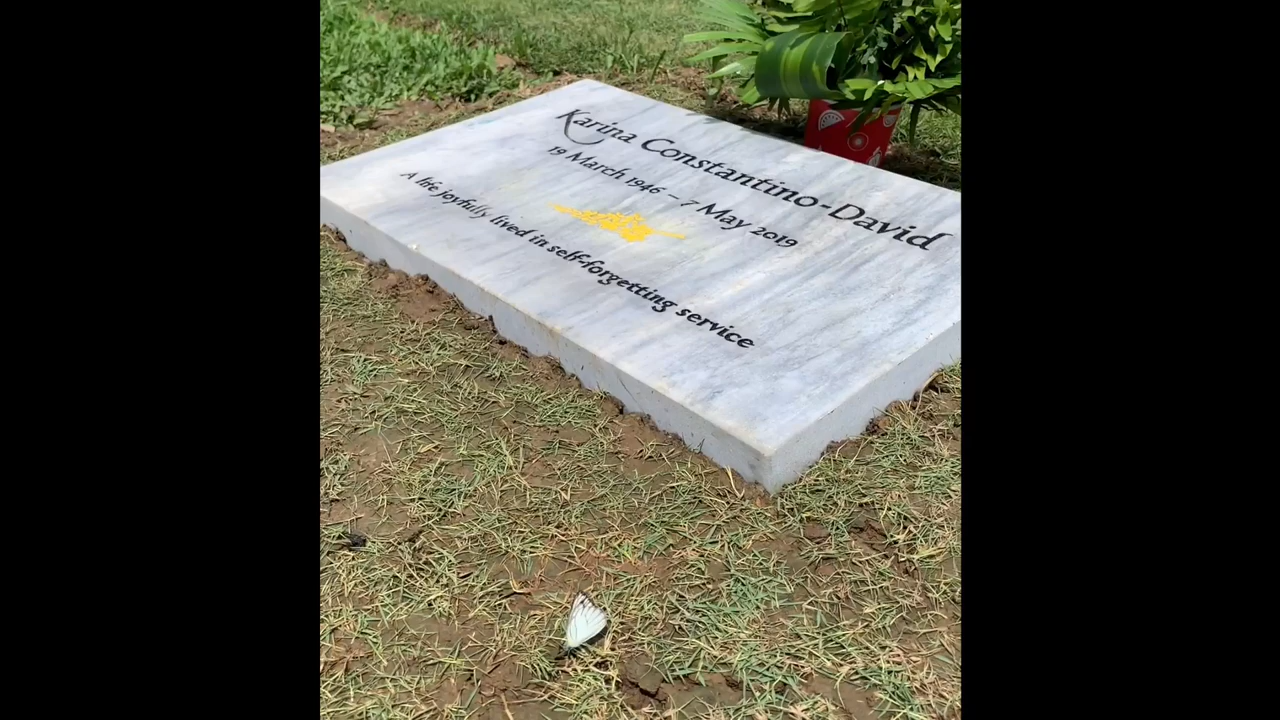 Karina Constantino-David
19 March 1946 – 7 May 2019
A life joyfully lived in self-forgetting service